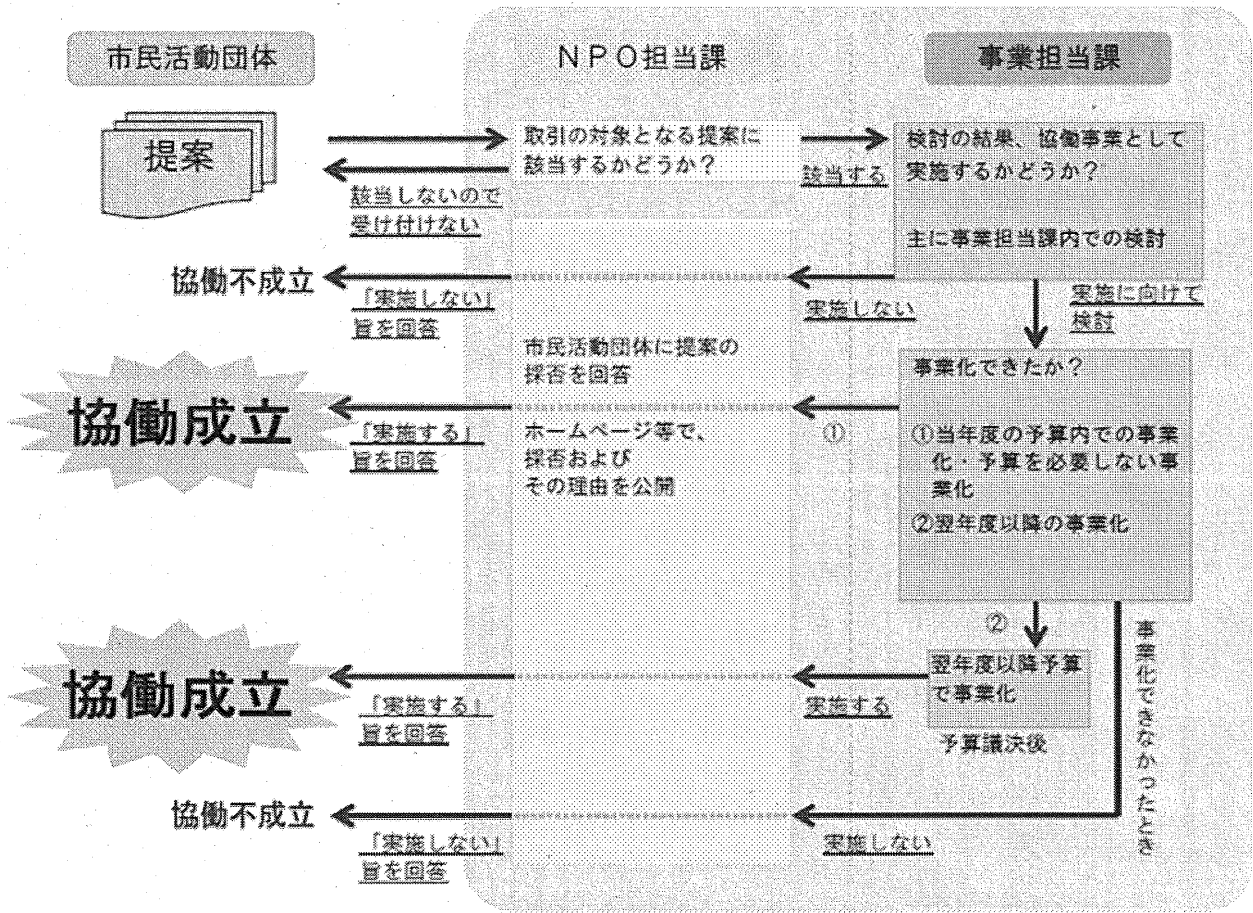 市民活動団体
NPO担当課
事業担当課
提案
取引の対象となる提案に
該当するかどうか？
該当しないので
受け付けない
該当する
検討の結果、協働事業として
実施するかどうか？
主に事業担当課内での検討
協働不成立
「実施しない」
旨を回答
実施しない
実施に向けて
検討
市民活動団体に提案の
採否を回答
事業化できたか？
協働成立
「実施する」
旨を回答
ホームページ等で、
採否および
その理由を公開
①
①当年度の予算内での事業
化・予算を必要しない事
業化
②翌年度以降の事業化
②
事業化できなかったとき
協働成立
「実施する」
旨を回答
実施する
翌年度以降予算
で事業化
予算議決後
協働不成立
「実施しない」
旨を回答
実施しない